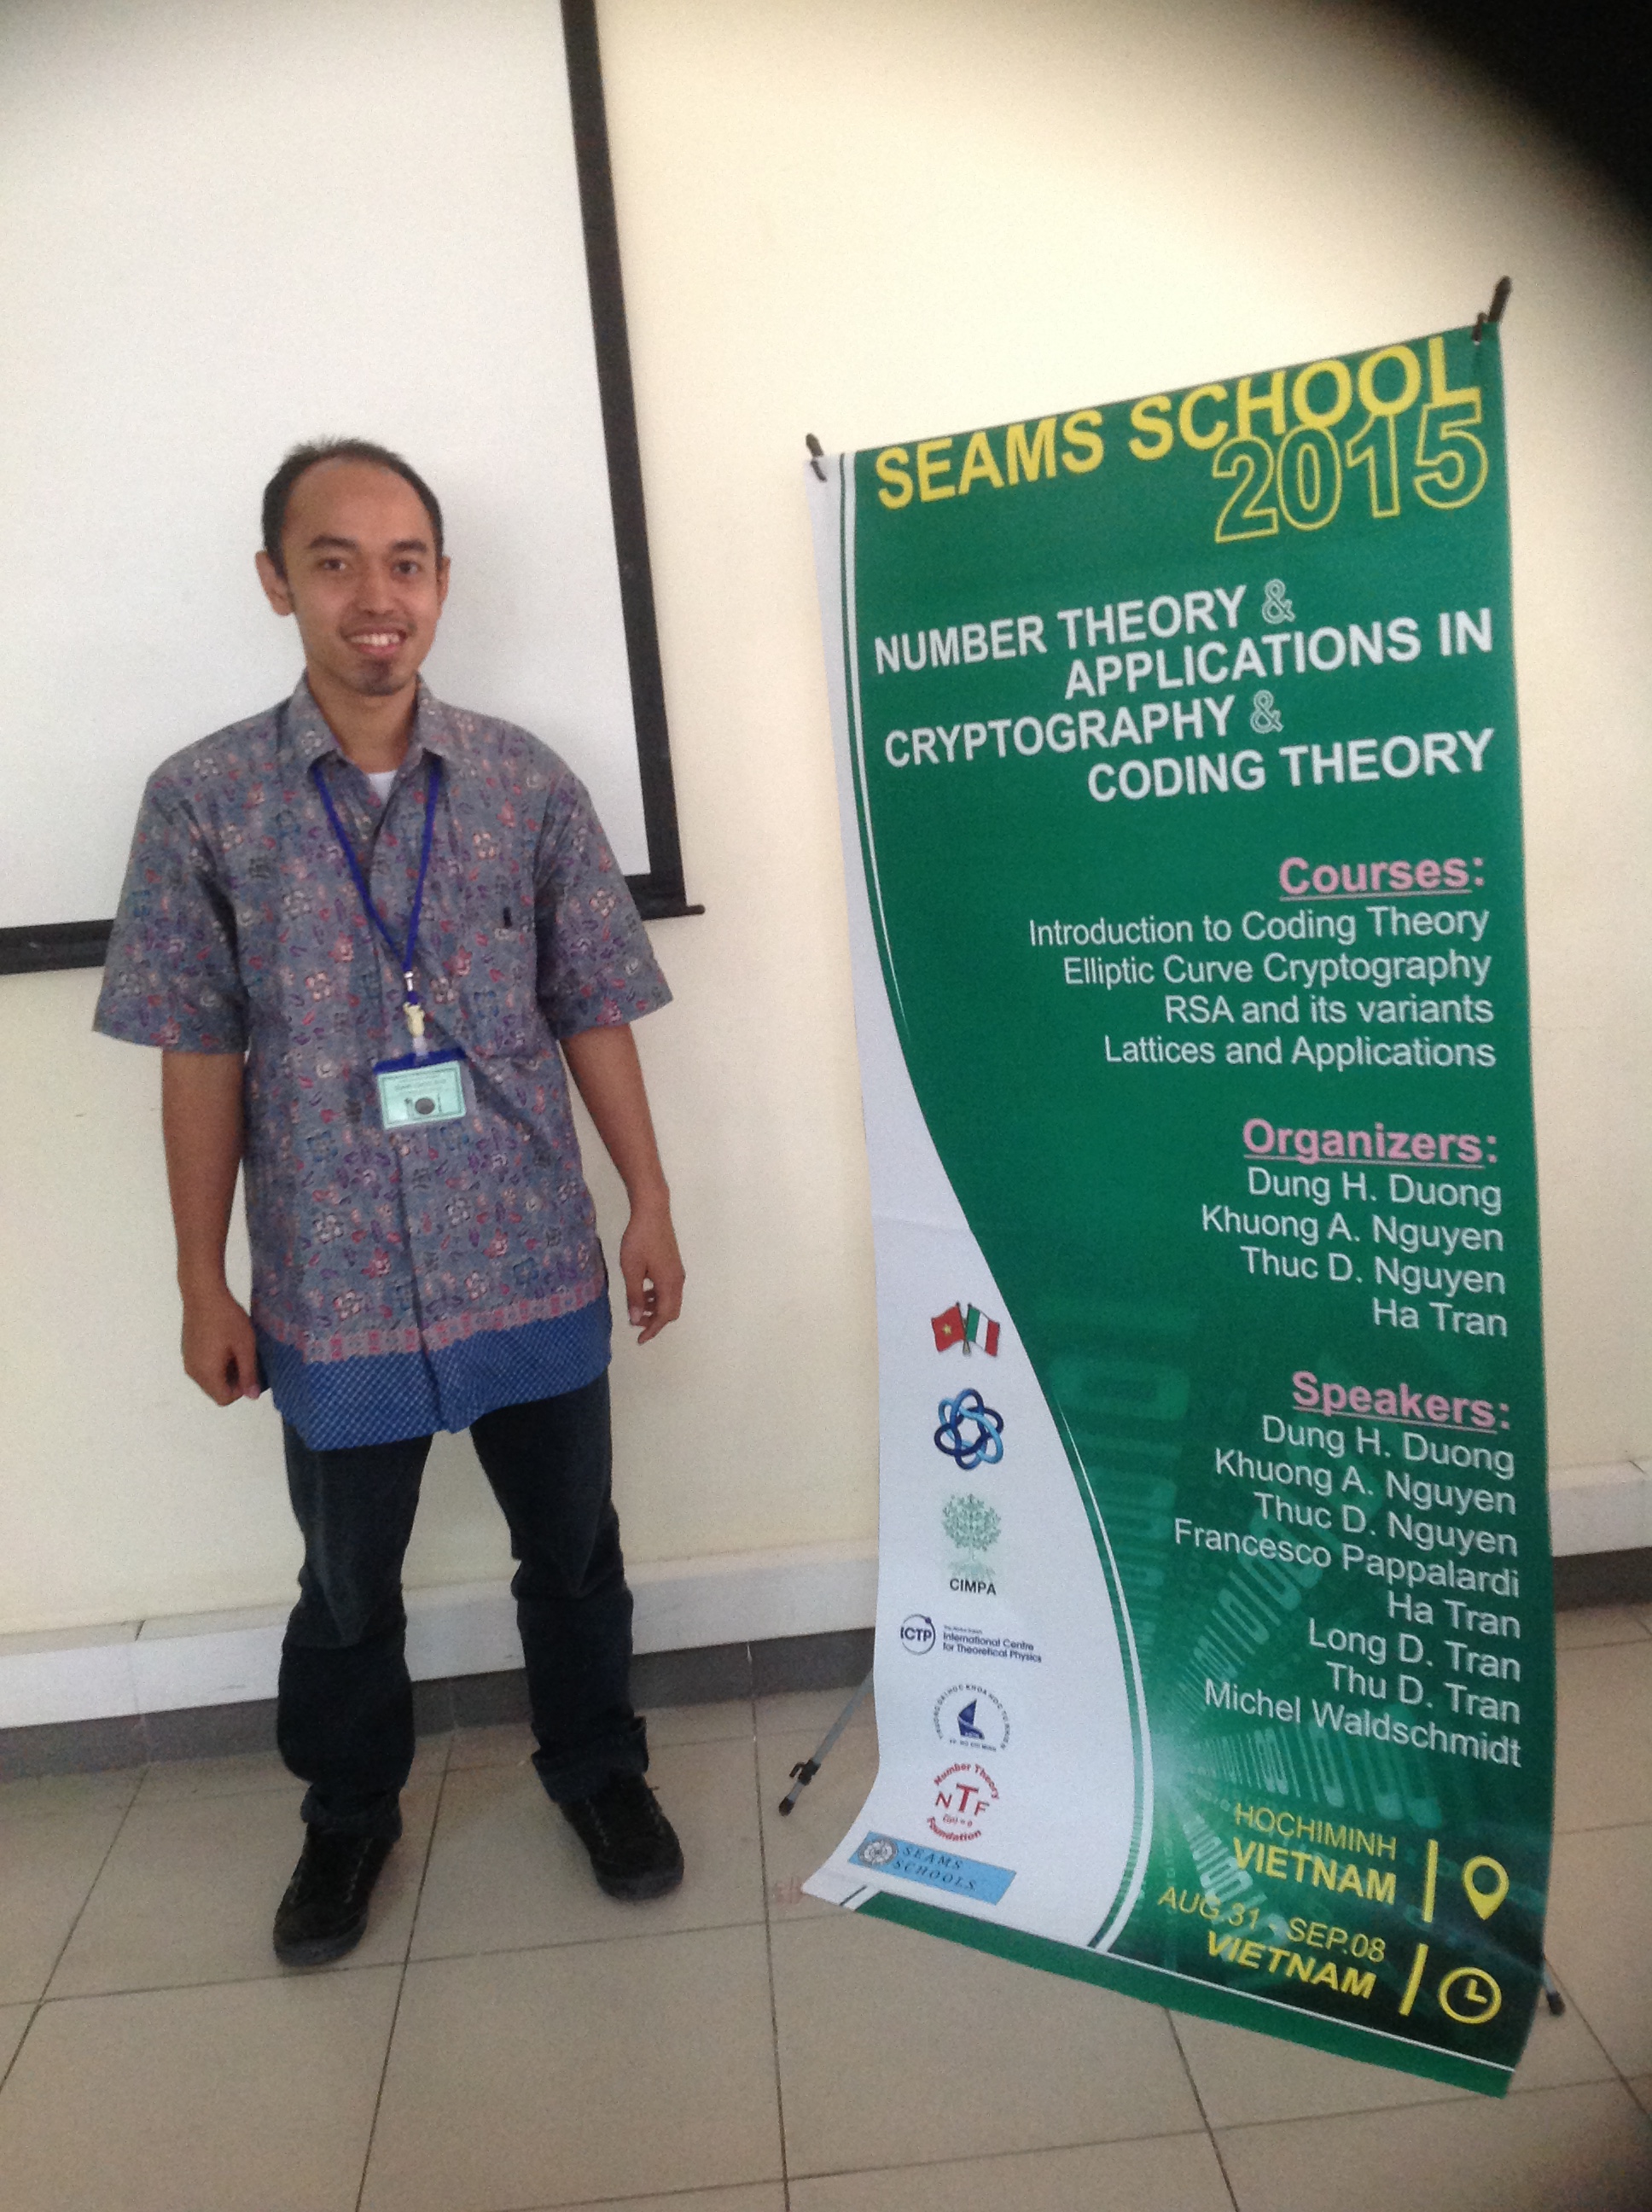 SEAMS SCHOOL
2015
NUMBER THEORY &
APPLICATIONS IN
CRYPTOGRAPHY &
CODING THEORY
Courses:
Introduction to Coding Theory
Elliptic Curve Cryptography
RSA and its variants
Lattices and Applications
Organizers:
Dung H. Duong
Khuong A. Nguyen
Thuc D. Nguyen
Ha Tran
Speakers:
Dung H. Duong
Khuong A. Nguyen
Thuc D. Nguyen
Francesco Pappalardi
Ha Tran
Long D. Tran
Thu D. Tran
Michel Waldschmidt
HOCHIMINH
VIETNAM
AUG.31 - SEP.08
VIETNAM
CIMPA
ICTP
International Centre
for Theoretical Physics
Number Theory
NTF
Foundation
SEAMS
SCHOOLS